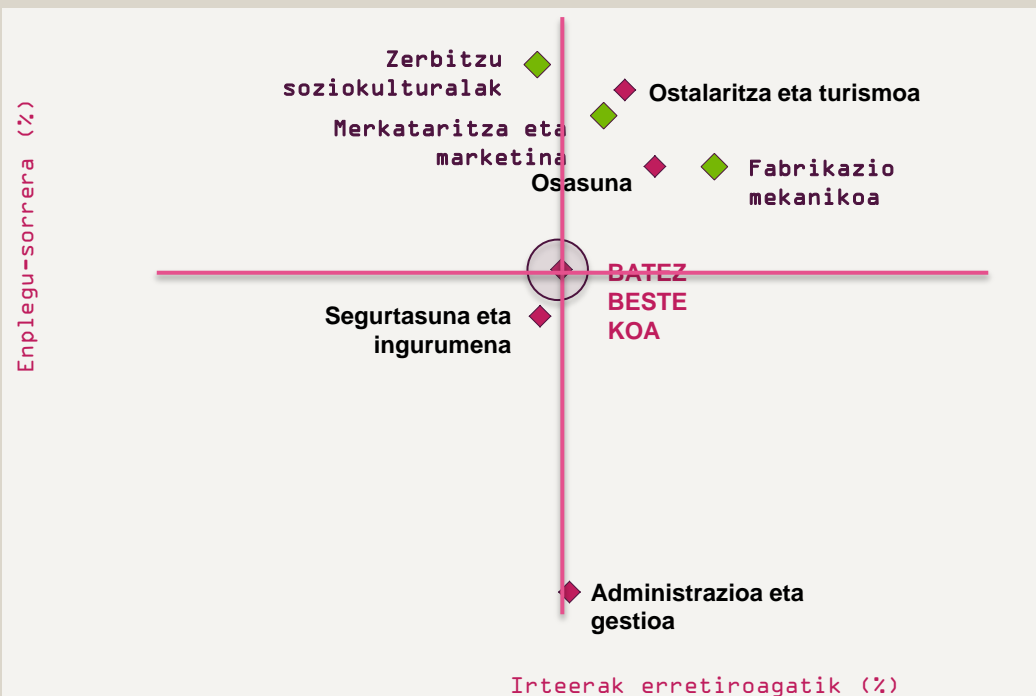 Zerbitzu
soziokulturalak
Ostalaritza eta turismoa
Merkataritza eta
marketina
Osasuna
Fabrikazio
mekanikoa
Enplegu-sorrera (%)
BATEZ
BESTE
KOA
Segurtasuna eta
ingurumena
Administrazioa eta
gestioa
Irteerak erretiroagatik (%)